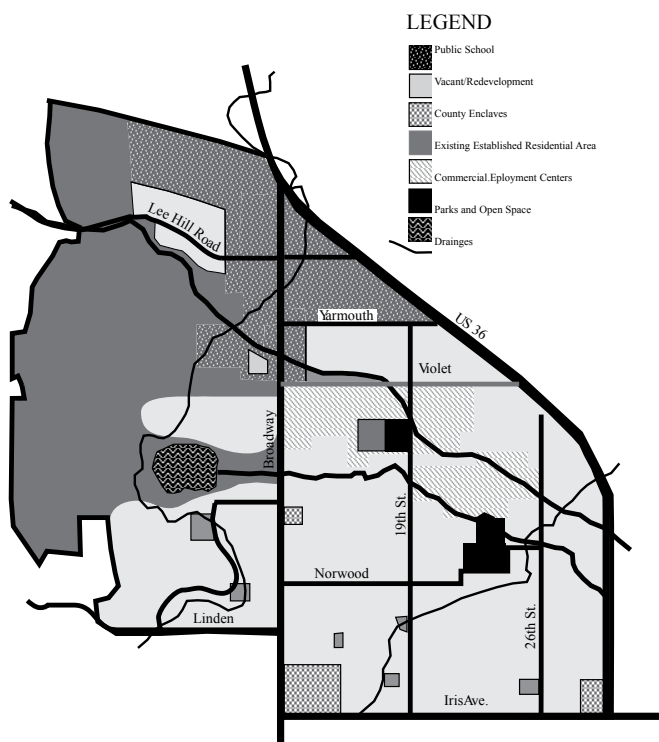 LEGEND
Public School
Vacant/Redevelopment
County Enclaves
Existing Established Residential Area
Commercial.Eployment Centers
Parks and Open Space
Drainges
Lee Hill Road
Yarmouth
US 36
Violet
Broadway
19th St.
Norwood
26th St.
Linden
IrisAve.